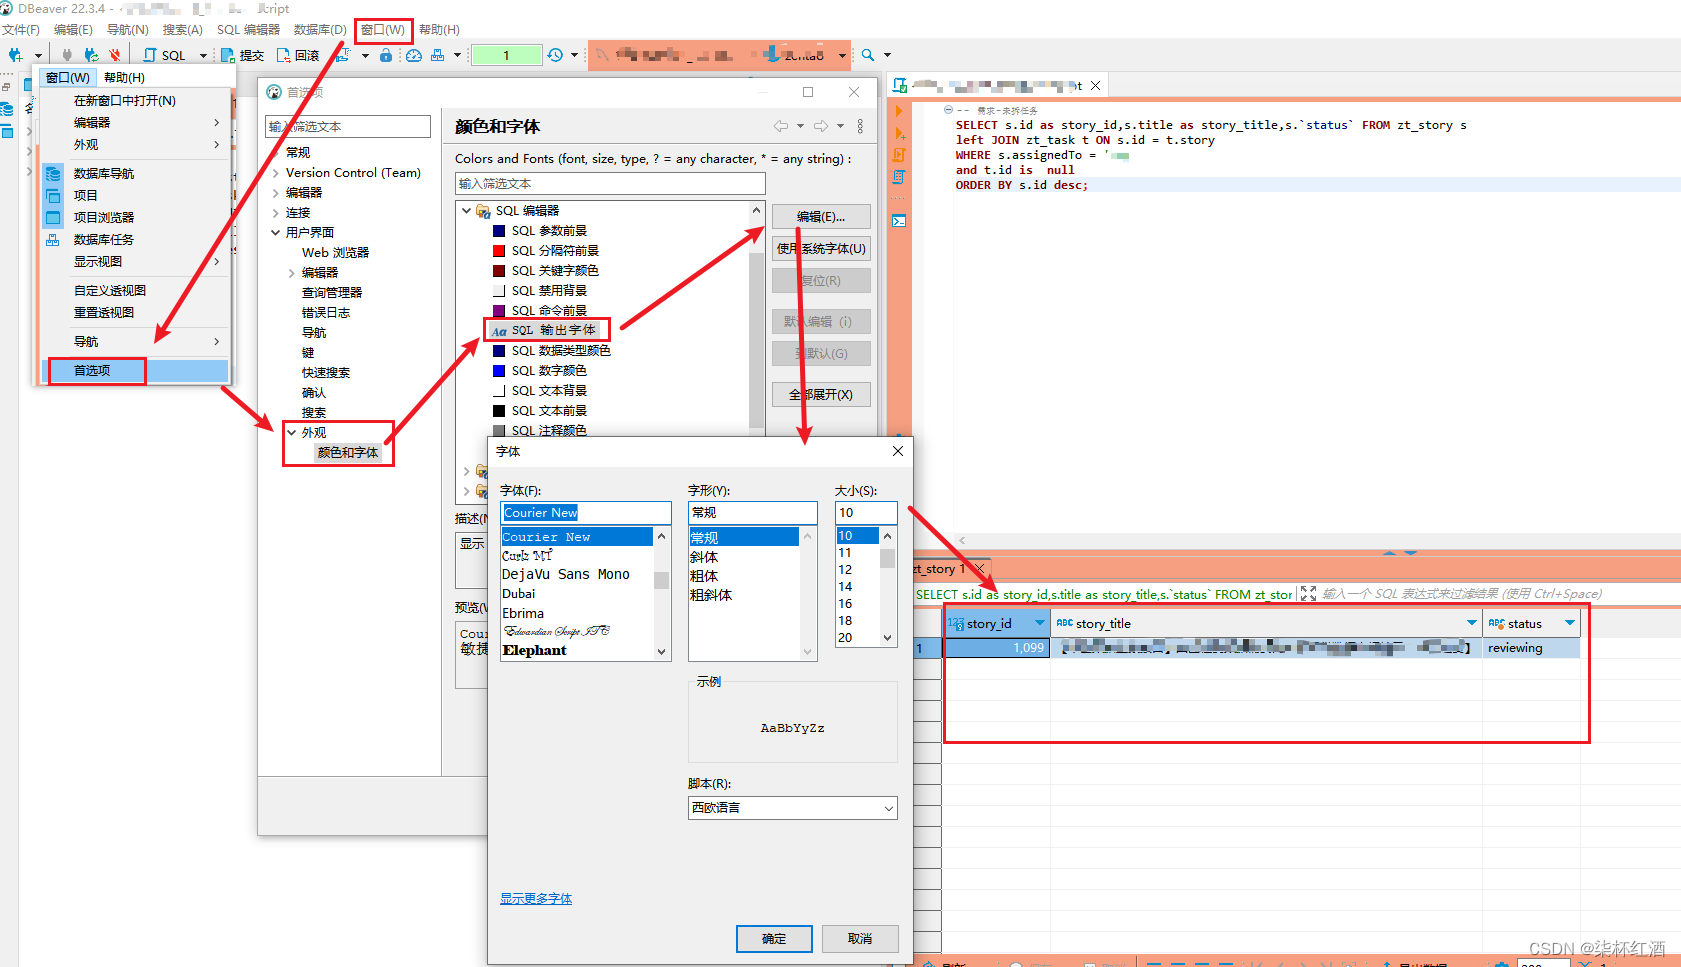 DBeaver 22.3.4 -
文件(F) 编辑(E) 导航(N) 搜索(A) SQL 编辑器 数据库(D) 窗口(W) 帮助(H)
SQL 提交 回滚 1
窗口(W) 帮助(H)
在新窗口中打开(N)
编辑器
外观
数据库导航
项目
项目浏览器
数据库任务
显示视图
自定义透视图
重置透视图
导航
首选项
首选项
输入筛选文本
常规
Version Control (Team)
编辑器
连接
用户界面
Web 浏览器
编辑器
查询管理器
错误日志
导航
键
快速搜索
确认
搜索
外观
颜色和字体
颜色和字体
Colors and Fonts (font, size, type, ? = any character, * = any string) :
输入筛选文本
SQL 编辑器
SQL 参数前景
SQL 分隔符前景
SQL 关键字颜色
SQL 禁用背景
SQL 命令前景
Aa SQL 输出字体
SQL 数据类型颜色
SQL 数字颜色
SQL 文本背景
SQL 文本前景
SQL 注释颜色
编辑(E)...
使用系统字体(U)
复位(R)
默认编辑 (i)
到默认(G)
全部展开(X)
描述(
显示
预览(
Cour
敏捷
字体
字体(F):
Courier New
Courier New
Curlz MT
DejaVu Sans Mono
Dubai
Ebrima
Edwardian Script ITC
Elephant
字形(Y):
常规
常规
斜体
粗体
粗斜体
大小(S):
10
10
11
12
14
16
18
20
示例
AaBbYyZz
脚本(R):
西欧语言
显示更多字体
确定 取消
-- 需求-未拆任务
SELECT s.id as story_id,s.title as story_title,s.`status` FROM zt_story s
left JOIN zt_task t ON s.id = t.story
WHERE s.assignedTo = '
and t.id is null
ORDER BY s.id desc;
zt_story 1
SELECT s.id as story_id,s.title as story_title,s.`status` FROM zt_stor 输入一个 SQL 表达式来过滤结果 (使用 Ctrl+Space)
123 story_id ABC story_title ABC status
1 1,099 reviewing
CSDN @柒杯红酒